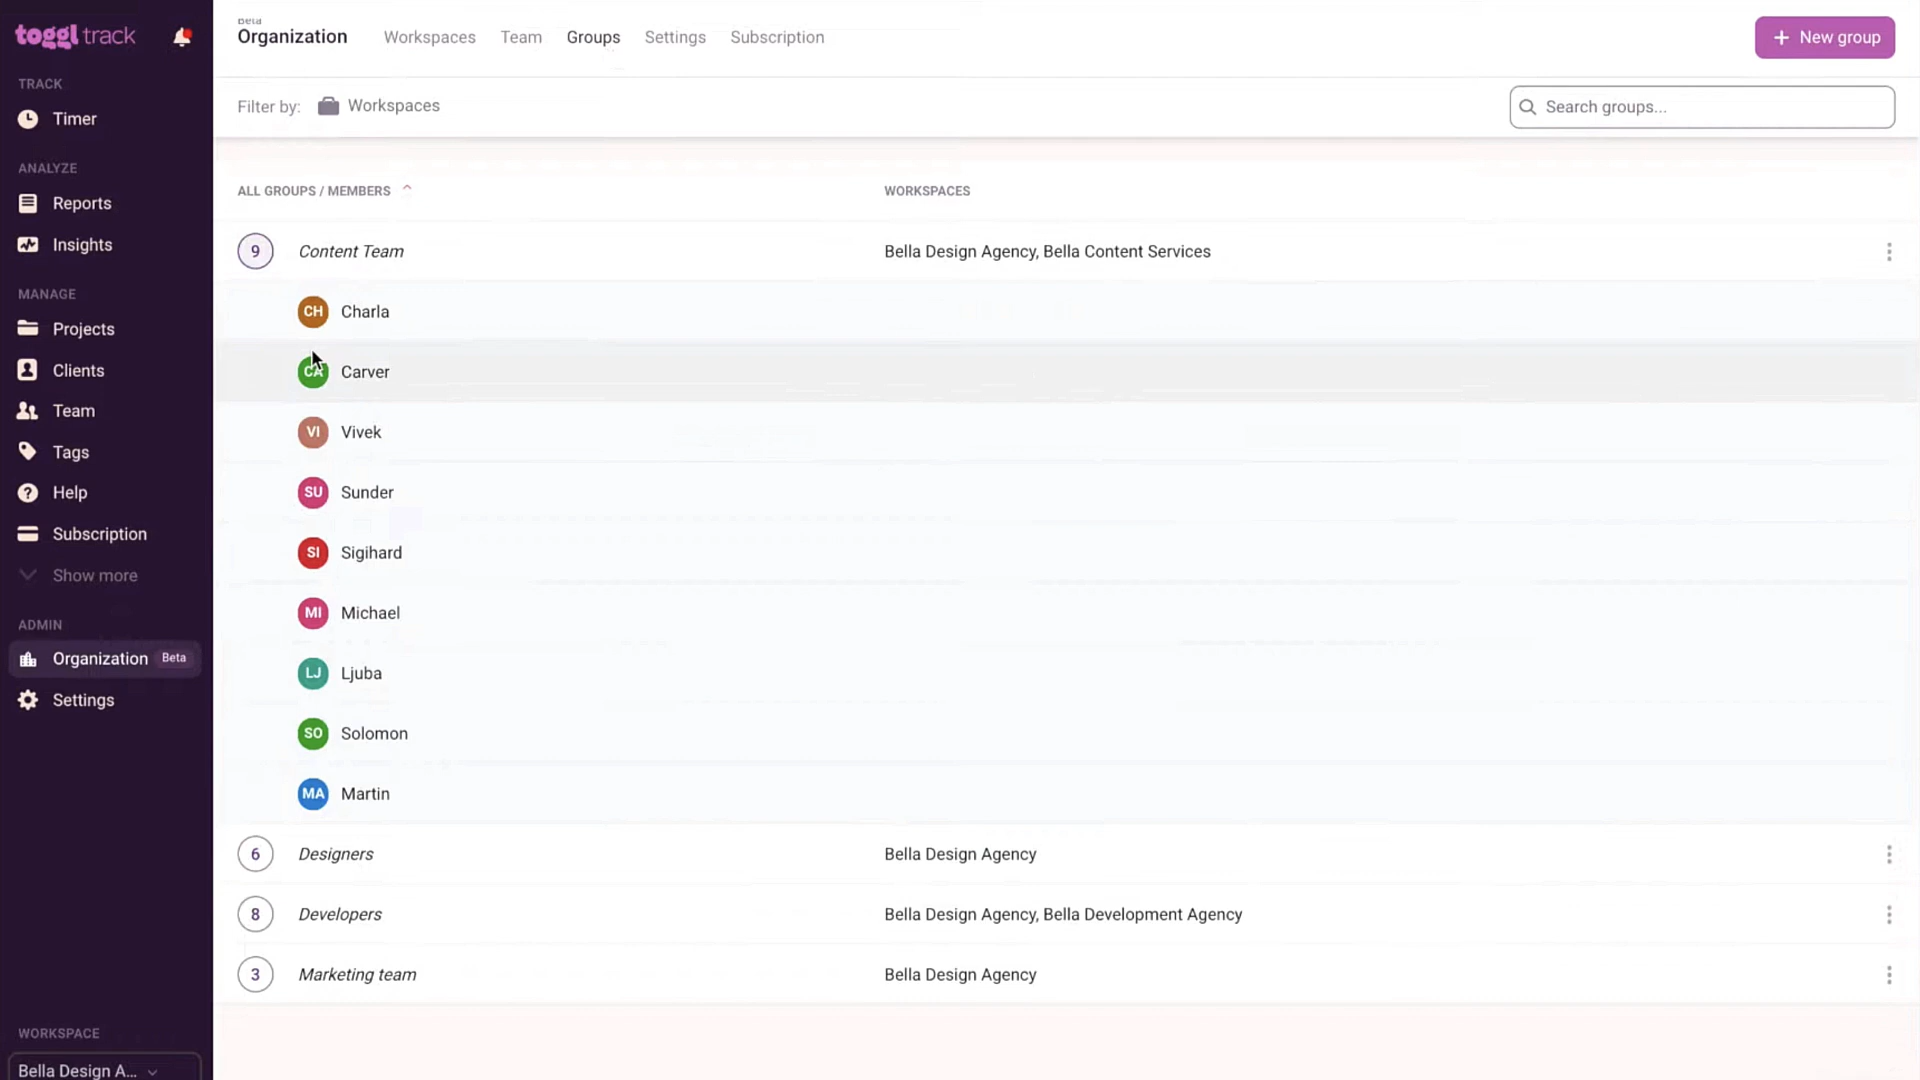 toggl track
TRACK
Timer
ANALYZE
Reports
Insights
MANAGE
Projects
Clients
Team
Tags
Help
Subscription
Show more
ADMIN
Organization Beta
Settings
WORKSPACE
Bella Design A...
Beta
Organization Workspaces Team Groups Settings Subscription
+ New group
Filter by: Workspaces
Search groups...
ALL GROUPS / MEMBERS WORKSPACES
9 Content Team Bella Design Agency, Bella Content Services
CH Charla
CA Carver
VI Vivek
SU Sunder
SI Sigihard
MI Michael
LJ Ljuba
SO Solomon
MA Martin
6 Designers Bella Design Agency
8 Developers Bella Design Agency, Bella Development Agency
3 Marketing team Bella Design Agency